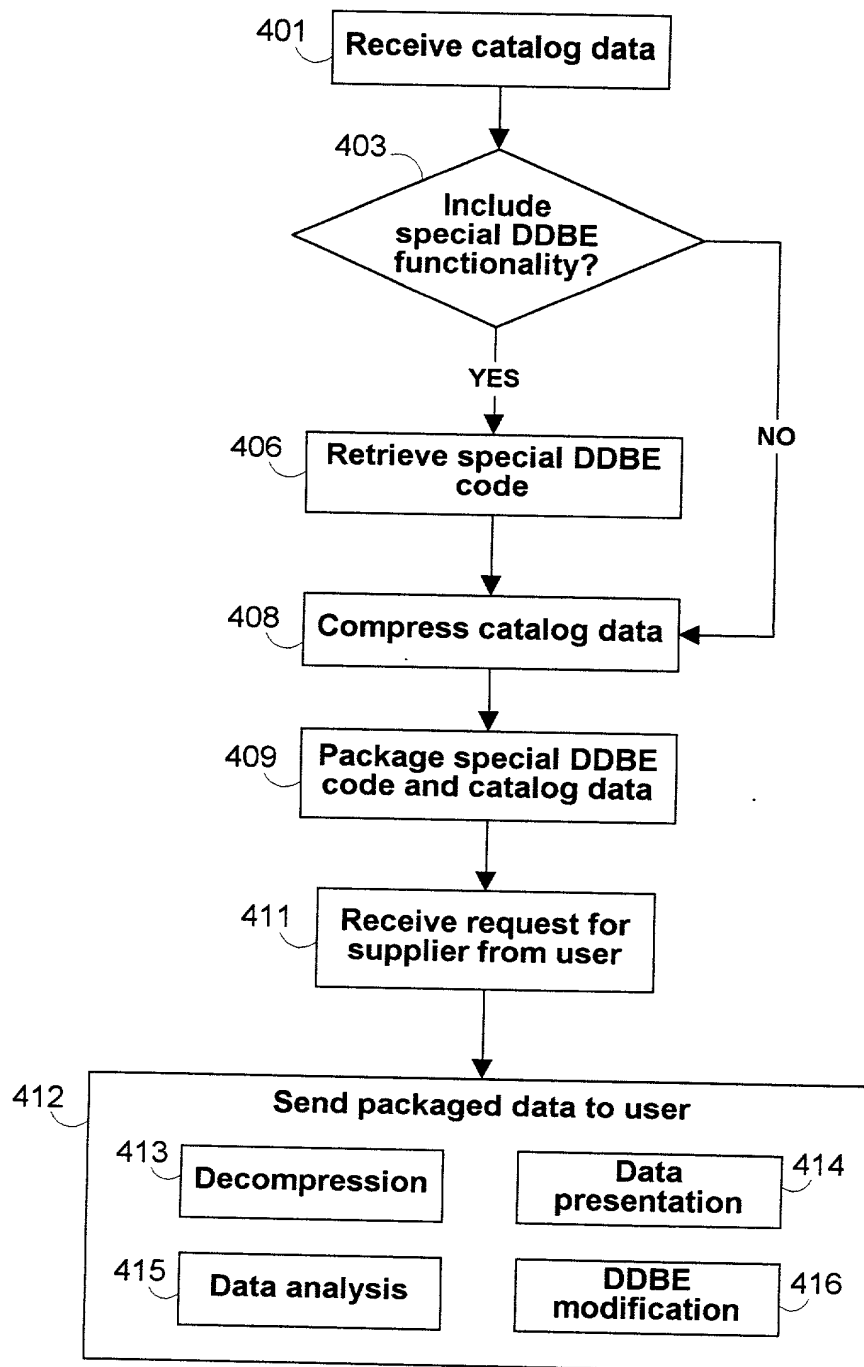 401
Receive catalog data
403
Include
special DDBE
functionality?
YES
NO
406
Retrieve special DDBE
code
408
Compress catalog data
409
Package special DDBE
code and catalog data
411
Receive request for
supplier from user
412
Send packaged data to user
413
Decompression
Data
presentation
414
415
Data analysis
DDBE
modification
416